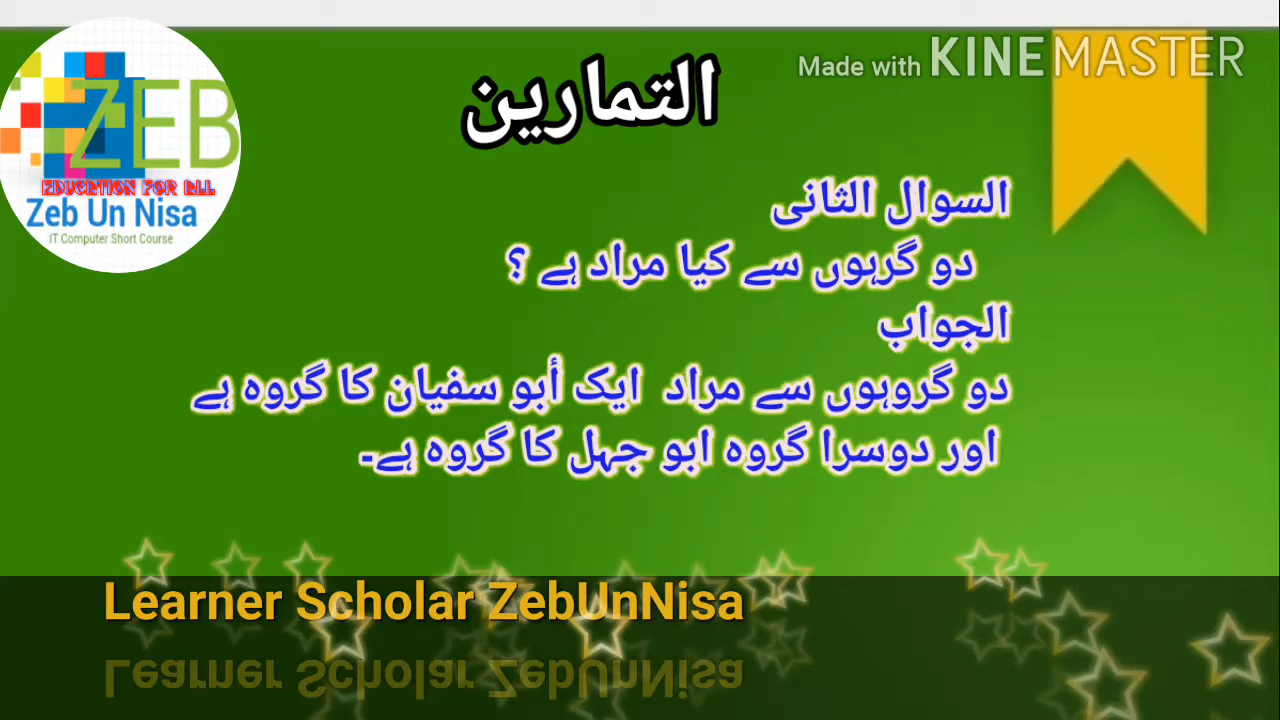 Made with KINEMASTER
ZEB
EDUCATION FOR ALL
Zeb Un Nisa
IT Computer Short Course
التمارین
السوال الثانی
دو گرہوں سے کیا مراد ہے ؟
الجواب
دو گروہوں سے مراد ایک أبو سفیان کا گروہ ہے
اور دوسرا گروہ ابو جہل کا گروہ ہے۔
Learner Scholar ZebUnNisa